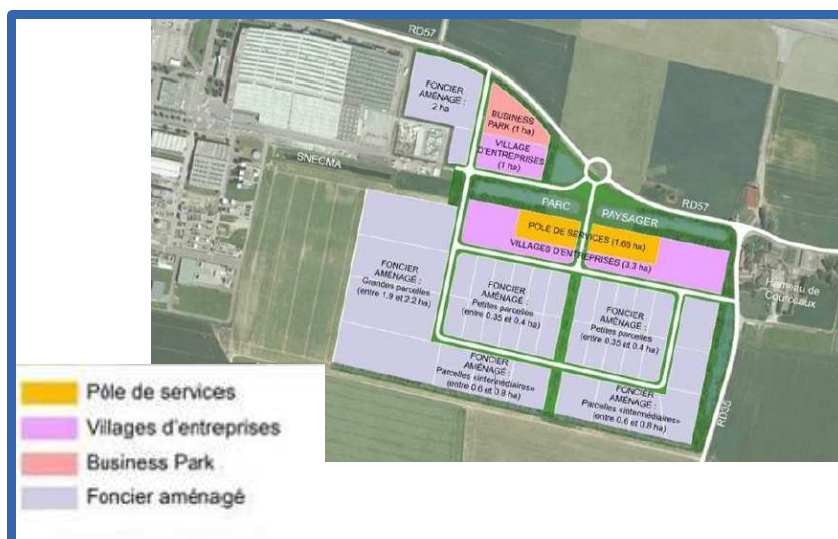 RD57
FONCIER
AMÉNAGÉ :
2 ha
BUSINESS
PARK (1 ha)
VILLAGE
D'ENTREPRISES
(1 ha)
SNECMA
RD57
PARC PAYSAGER
POLE DE SERVICES (1.65 ha)
VILLAGES D'ENTREPRISES (3.3 ha)
Hameau de
Courceaux
FONCIER
AMÉNAGÉ :
Grandes parcelles
(entre 1.9 et 2.2 ha)
FONCIER
AMÉNAGÉ :
Petites parcelles
(entre 0.35 et 0.4 ha)
FONCIER
AMÉNAGÉ :
Petites parcelles
(entre 0.35 et 0.4 ha)
FONCIER
AMÉNAGÉ :
Parcelles «intermédiaires»
(entre 0.6 et 0.8 ha)
FONCIER
AMÉNAGÉ :
Parcelles «intermédiaires»
(entre 0.6 et 0.8 ha)
RD35
Pôle de services
Villages d'entreprises
Business Park
Foncier aménagé